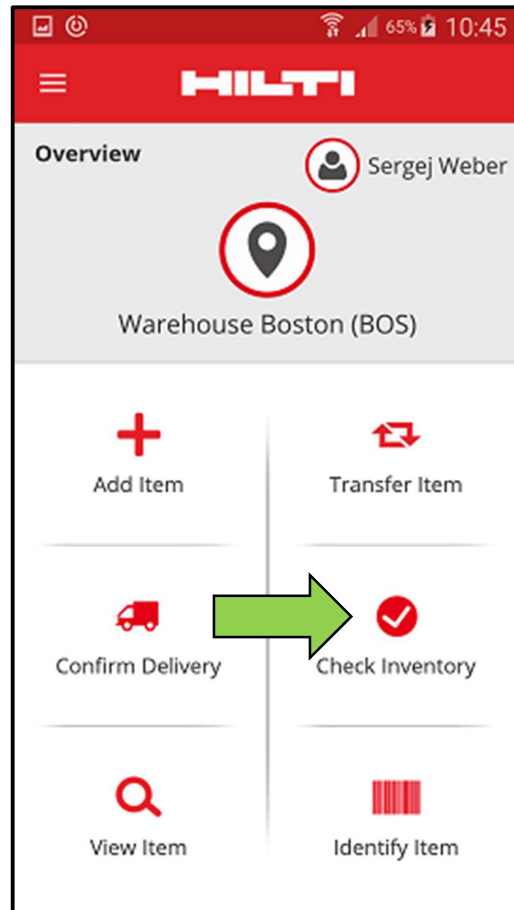 65% 10:45
HILTI
Overview
Sergej Weber
Warehouse Boston (BOS)
Add Item
Transfer Item
Confirm Delivery
Check Inventory
View Item
Identify Item